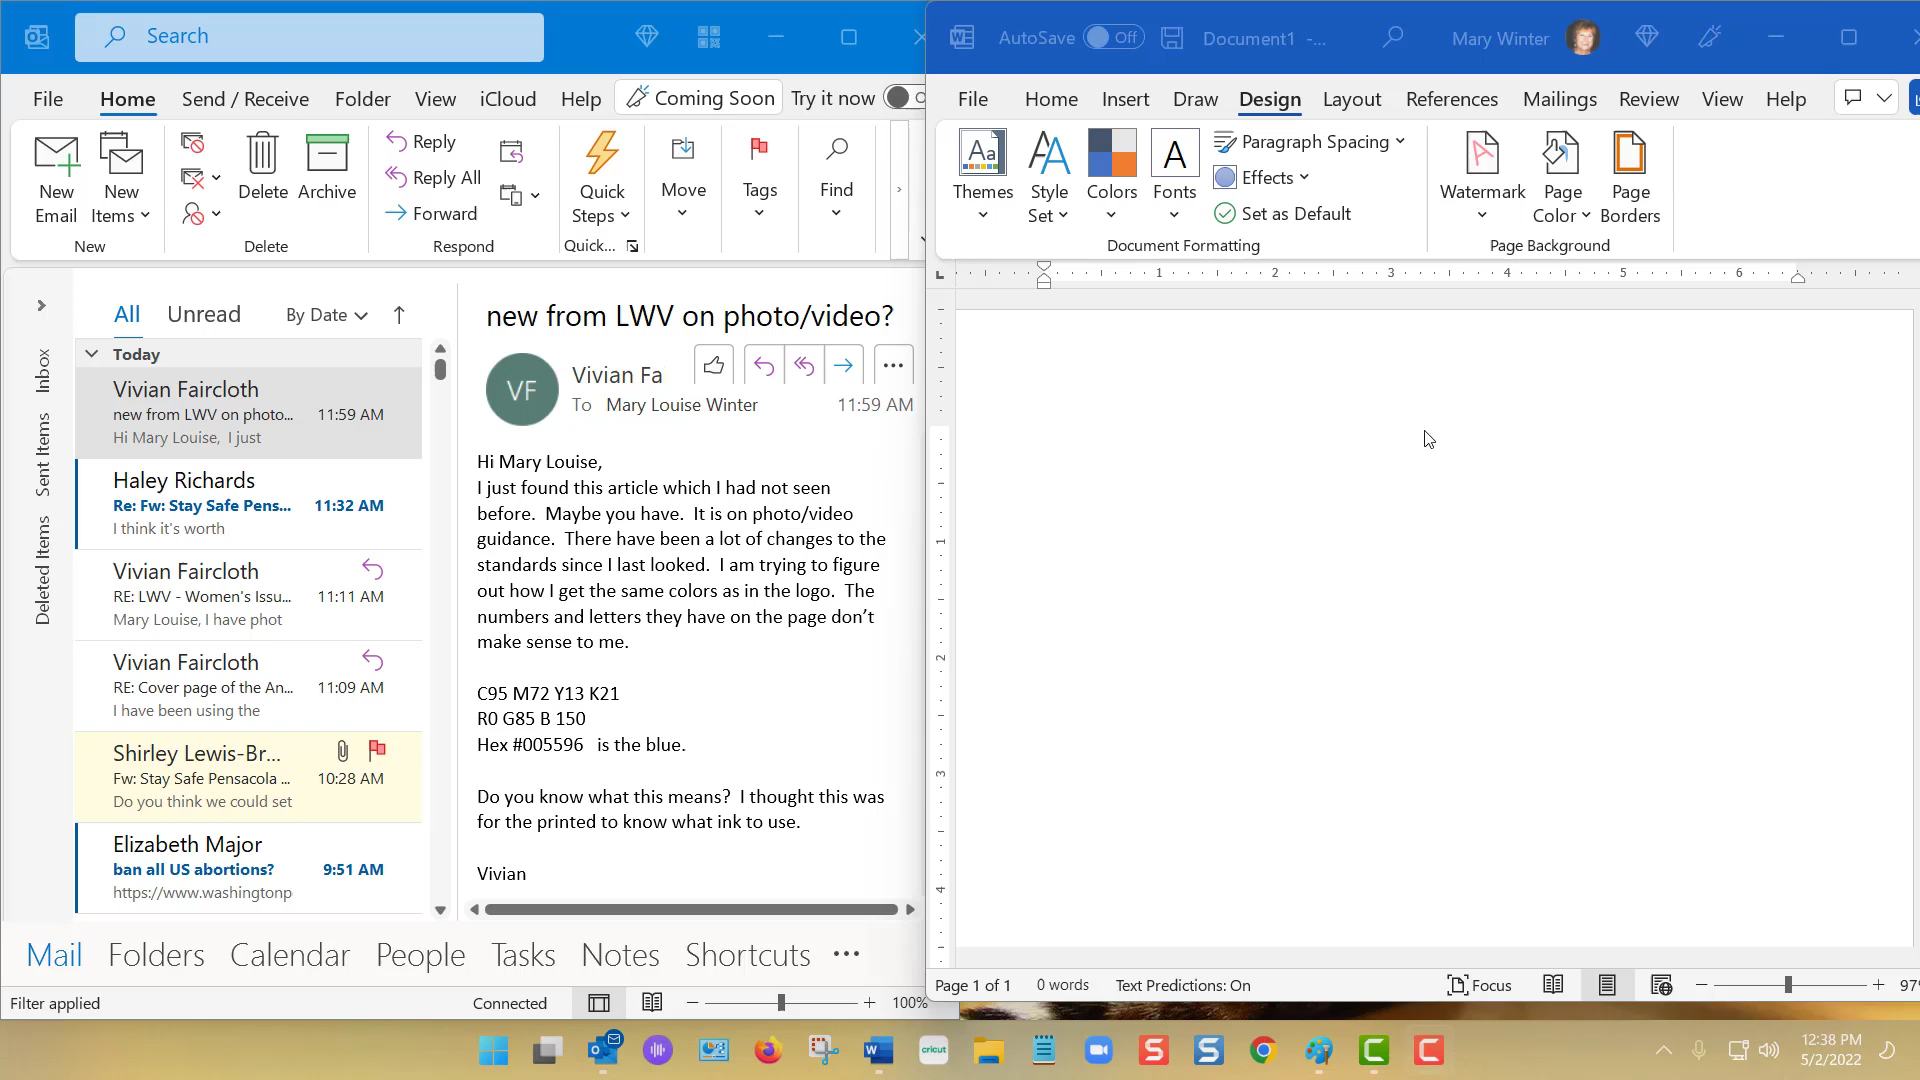 Search
File Home Send / Receive Folder View iCloud Help Coming Soon Try it now
New Email
New Items
New
Delete
Archive
Delete
Reply
Reply All
Forward
Respond
Quick Steps
Quick...
Move
Tags
Find
Inbox
Sent Items
Deleted Items
All Unread By Date
Today
Vivian Faircloth
new from LWV on photo... 11:59 AM
Hi Mary Louise, I just
Haley Richards
Re: Fw: Stay Safe Pens... 11:32 AM
I think it's worth
Vivian Faircloth
RE: LWV - Women's Issu... 11:11 AM
Mary Louise, I have phot
Vivian Faircloth
RE: Cover page of the An... 11:09 AM
I have been using the
Shirley Lewis-Br...
Fw: Stay Safe Pensacola ... 10:28 AM
Do you think we could set
Elizabeth Major
ban all US abortions? 9:51 AM
https://www.washingtonp
new from LWV on photo/video?
VF
Vivian Fa
To Mary Louise Winter 11:59 AM
Hi Mary Louise,
I just found this article which I had not seen
before. Maybe you have. It is on photo/video
guidance. There have been a lot of changes to the
standards since I last looked. I am trying to figure
out how I get the same colors as in the logo. The
numbers and letters they have on the page don't
make sense to me.
C95 M72 Y13 K21
R0 G85 B 150
Hex #005596 is the blue.
Do you know what this means? I thought this was
for the printed to know what ink to use.
Vivian
Mail Folders Calendar People Tasks Notes Shortcuts ...
Filter applied Connected 100%
AutoSave Off Document1 -... Mary Winter
File Home Insert Draw Design Layout References Mailings Review View Help
Themes
Aa
Style Set
Colors
A
Fonts
Paragraph Spacing
Effects
Set as Default
Document Formatting
Watermark
Page Color
Page Borders
Page Background
1 2 3 4 5 6
1
2
3
4
Page 1 of 1 0 words Text Predictions: On Focus 97
cricut
12:38 PM
5/2/2022